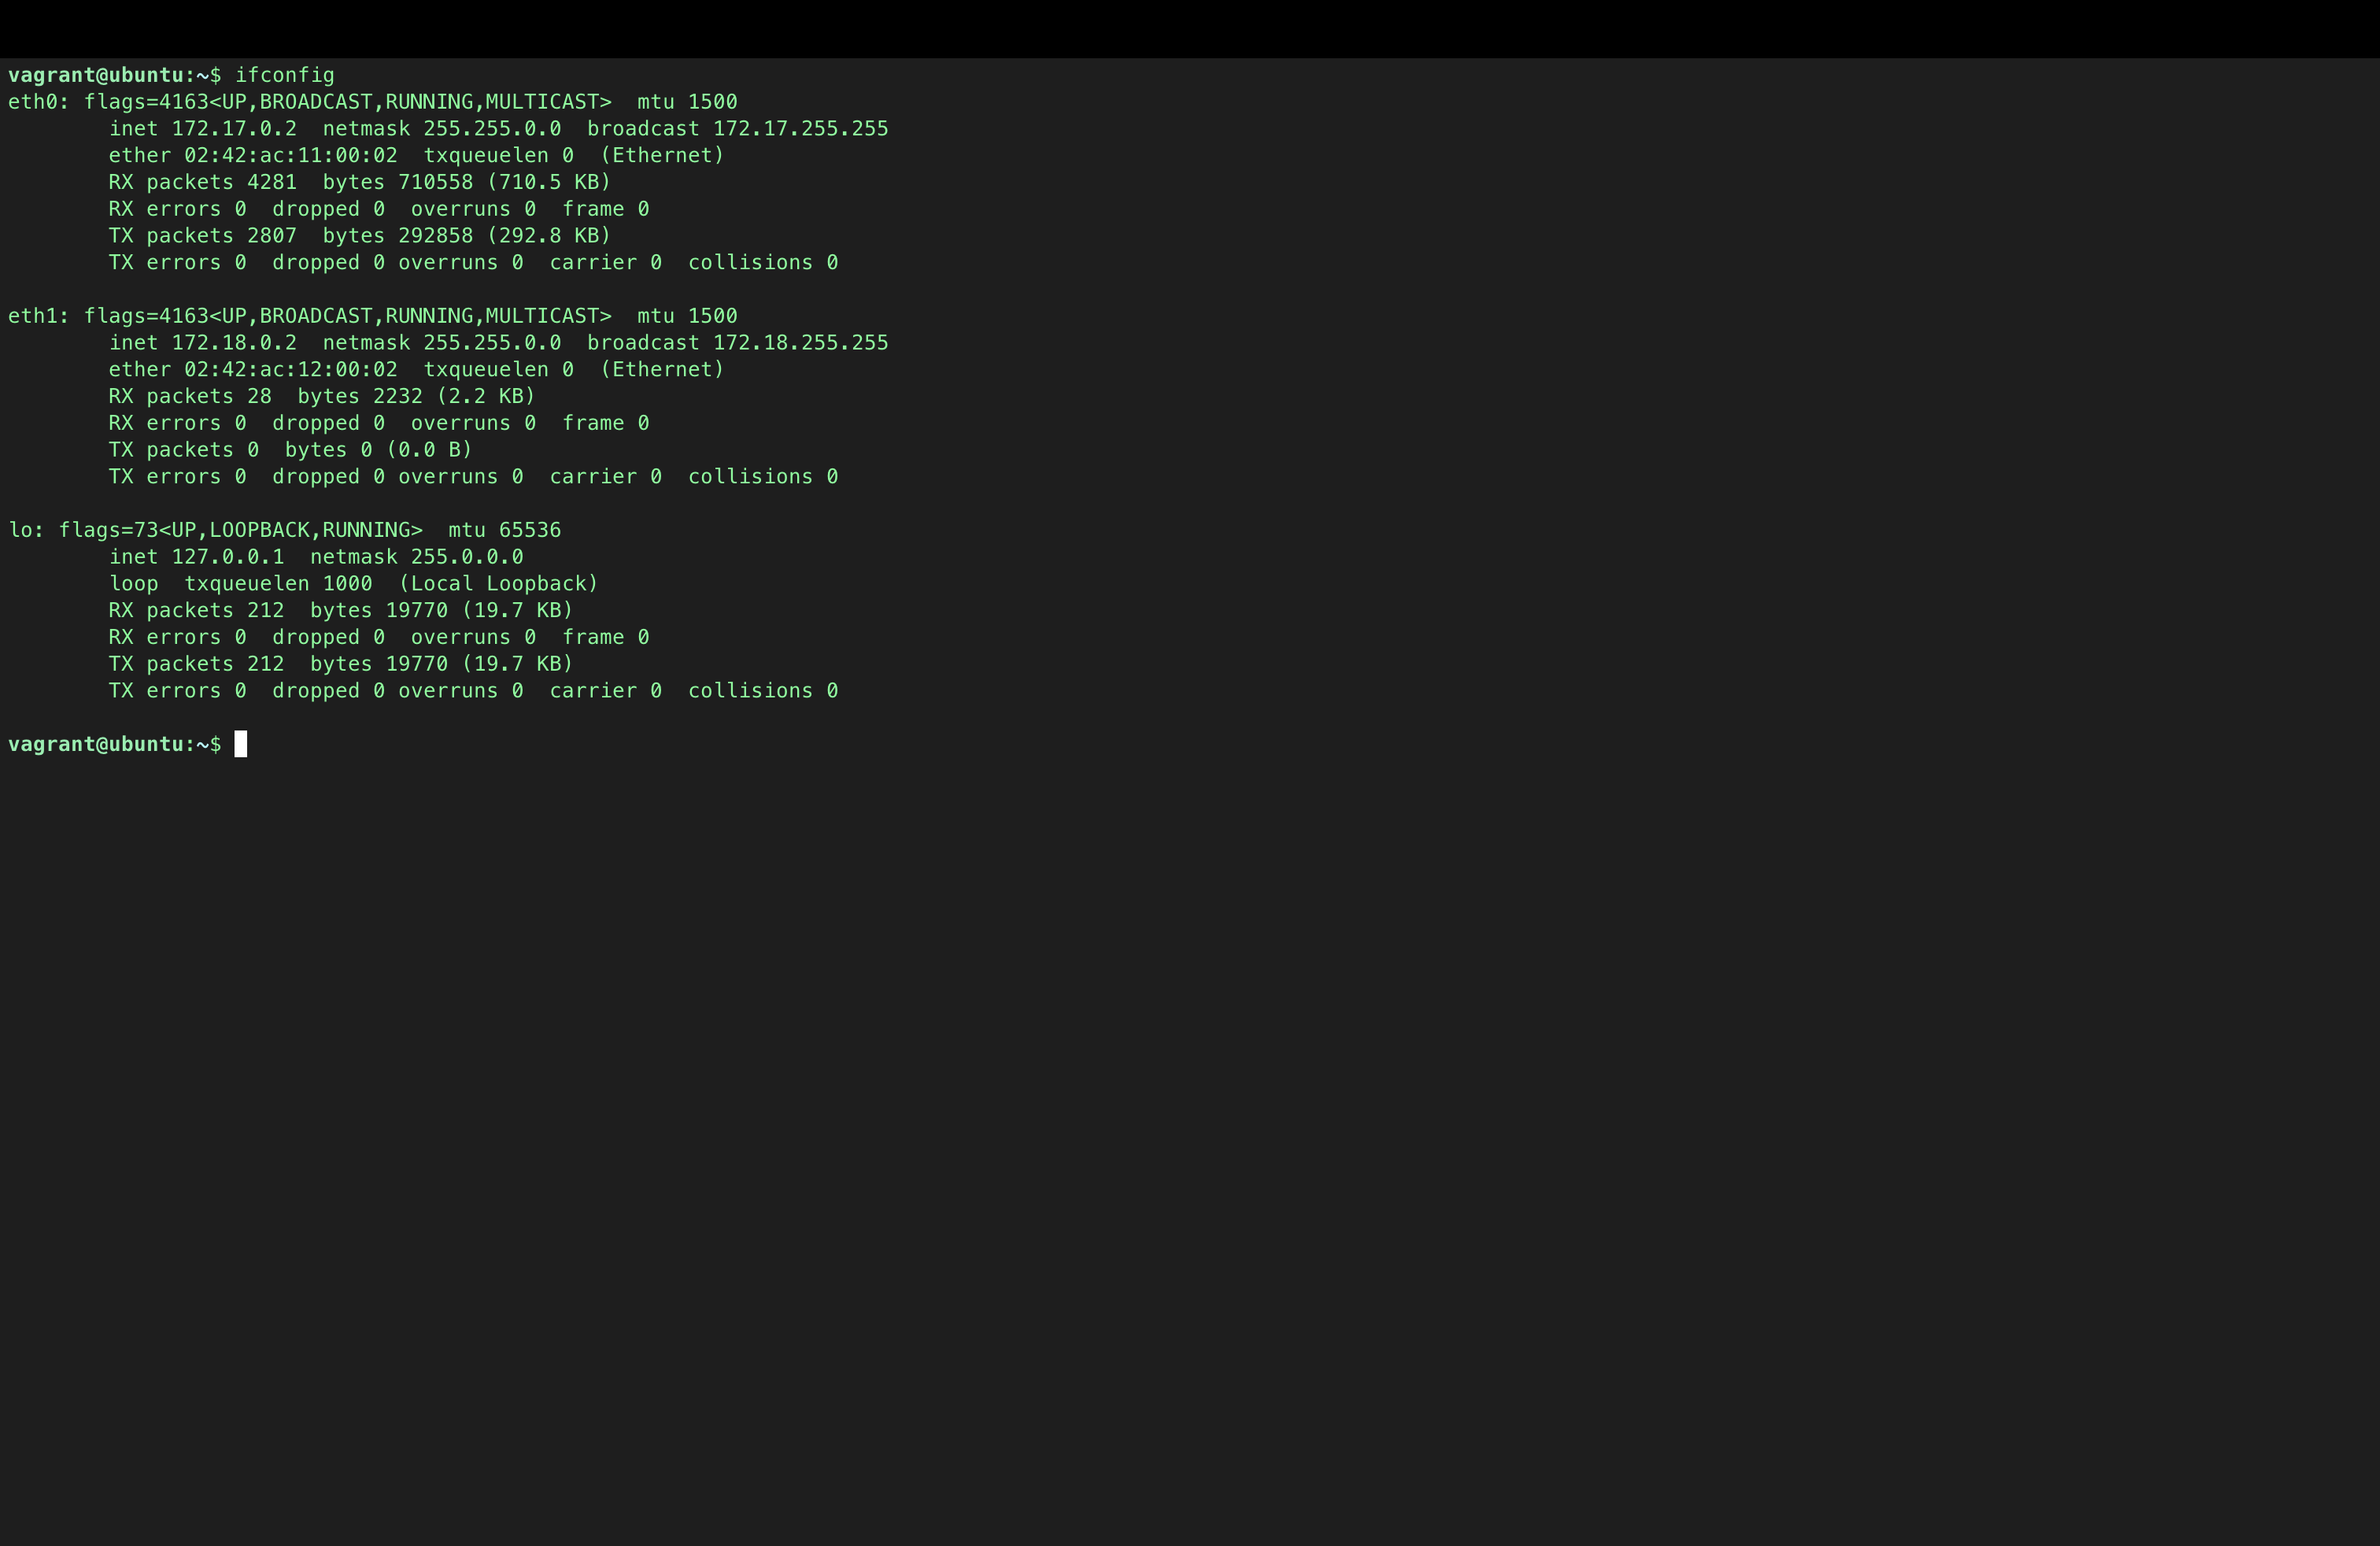 vagrant@ubuntu:~$ ifconfig
eth0: flags=4163<UP,BROADCAST,RUNNING,MULTICAST>  mtu 1500
        inet 172.17.0.2  netmask 255.255.0.0  broadcast 172.17.255.255
        ether 02:42:ac:11:00:02  txqueuelen 0  (Ethernet)
        RX packets 4281  bytes 710558 (710.5 KB)
        RX errors 0  dropped 0  overruns 0  frame 0
        TX packets 2807  bytes 292858 (292.8 KB)
        TX errors 0  dropped 0 overruns 0  carrier 0  collisions 0

eth1: flags=4163<UP,BROADCAST,RUNNING,MULTICAST>  mtu 1500
        inet 172.18.0.2  netmask 255.255.0.0  broadcast 172.18.255.255
        ether 02:42:ac:12:00:02  txqueuelen 0  (Ethernet)
        RX packets 28  bytes 2232 (2.2 KB)
        RX errors 0  dropped 0  overruns 0  frame 0
        TX packets 0  bytes 0 (0.0 B)
        TX errors 0  dropped 0 overruns 0  carrier 0  collisions 0

lo: flags=73<UP,LOOPBACK,RUNNING>  mtu 65536
        inet 127.0.0.1  netmask 255.0.0.0
        loop  txqueuelen 1000  (Local Loopback)
        RX packets 212  bytes 19770 (19.7 KB)
        RX errors 0  dropped 0  overruns 0  frame 0
        TX packets 212  bytes 19770 (19.7 KB)
        TX errors 0  dropped 0 overruns 0  carrier 0  collisions 0

vagrant@ubuntu:~$